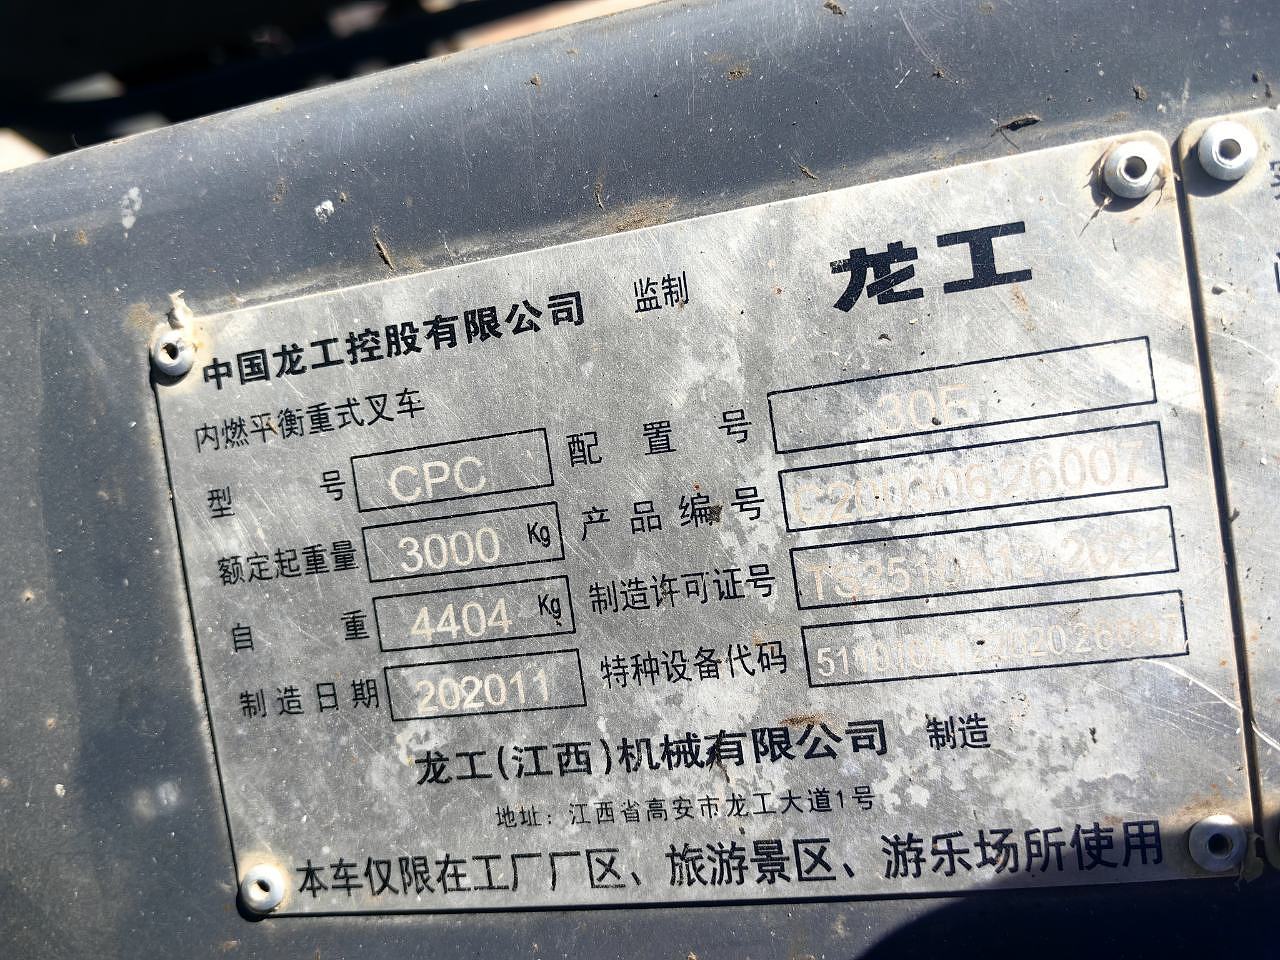 中国龙工控股有限公司 监制 龙工
内燃平衡重式叉车
型号 CPC 配置号 30E
额定起重量 3000 Kg 产品编号
自重 4404 Kg 制造许可证号
制造日期 202011 特种设备代码
龙工(江西)机械有限公司 制造
地址：江西省高安市龙工大道1号
本车仅限在工厂厂区、旅游景区、游乐场所使用